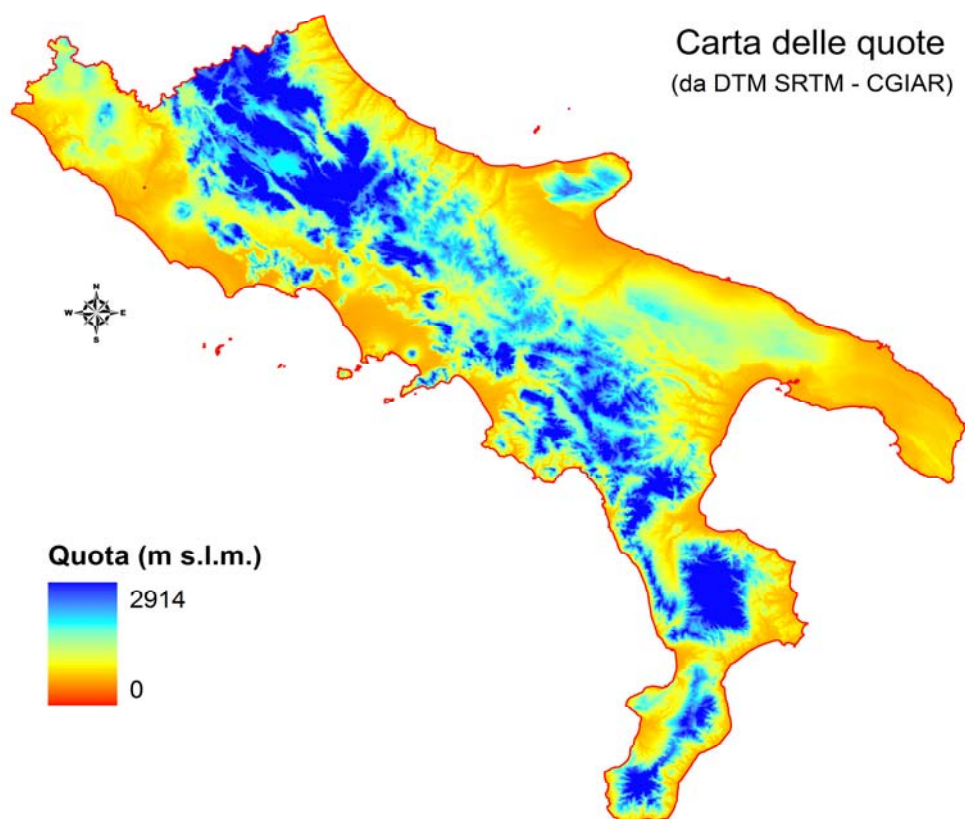 Carta delle quote
(da DTM SRTM - CGIAR)
N
W E
S
Quota (m s.l.m.)
2914
0